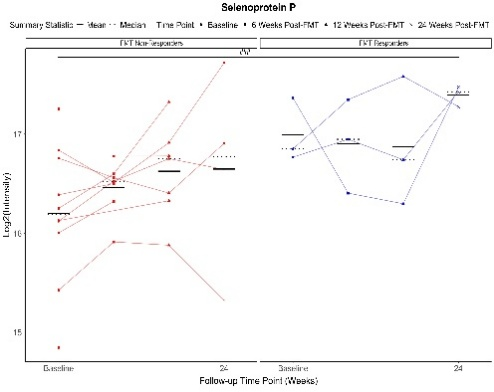 Selenoprotein P
Summary Statistic — Mean ··· Median Time Point • Baseline • 6 Weeks Post-FMT • 12 Weeks Post-FMT 24 Weeks Post-FMT
FMT Non-Responders FMT Responders
Log2(Intensity)
17
16
15
Baseline 24 Baseline 24
Follow-up Time Point (Weeks)